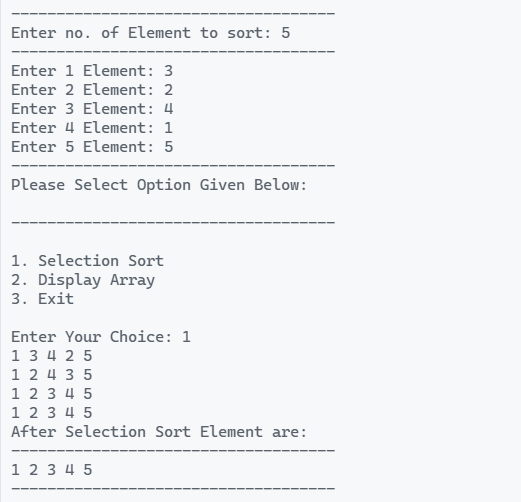 ------------------------------------
Enter no. of Element to sort: 5
------------------------------------
Enter 1 Element: 3
Enter 2 Element: 2
Enter 3 Element: 4
Enter 4 Element: 1
Enter 5 Element: 5
------------------------------------
Please Select Option Given Below:
------------------------------------
1. Selection Sort
2. Display Array
3. Exit
Enter Your Choice: 1
1 3 4 2 5
1 2 4 3 5
1 2 3 4 5
1 2 3 4 5
After Selection Sort Element are:
------------------------------------
1 2 3 4 5
------------------------------------